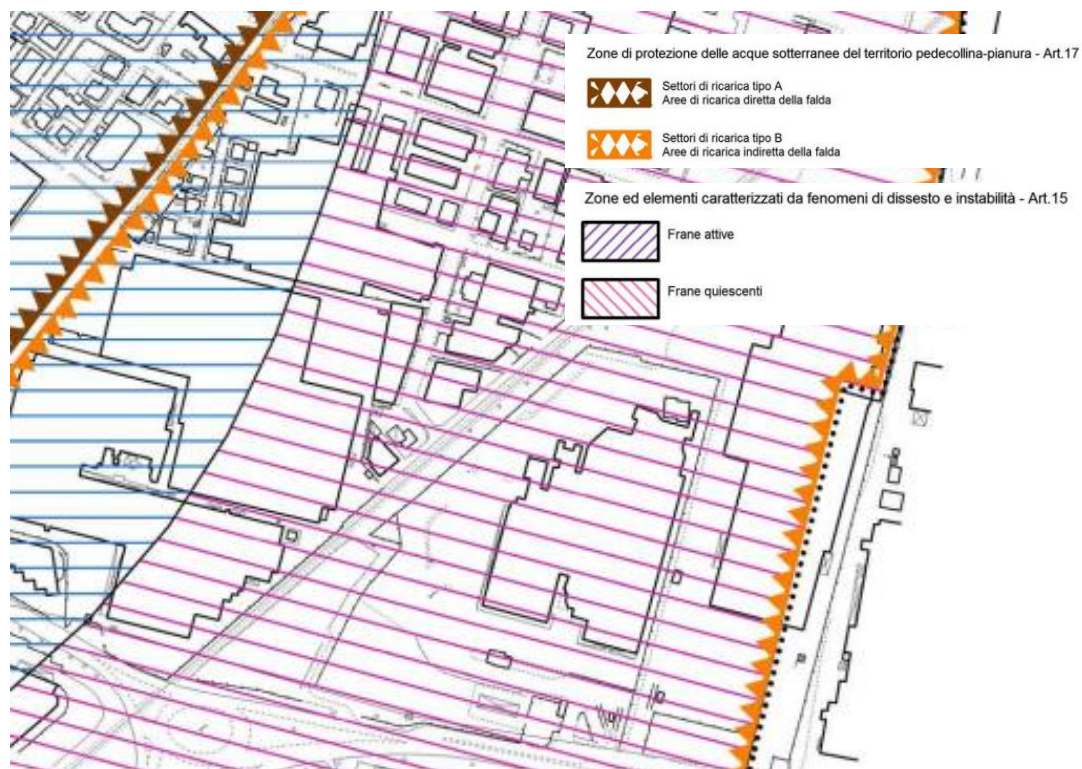 Zone di protezione delle acque sotterranee del territorio pedecollina-pianura - Art.17
Settori di ricarica tipo A
Aree di ricarica diretta della falda
Settori di ricarica tipo B
Aree di ricarica indiretta della falda
Zone ed elementi caratterizzati da fenomeni di dissesto e instabilità - Art.15
Frane attive
Frane quiescenti